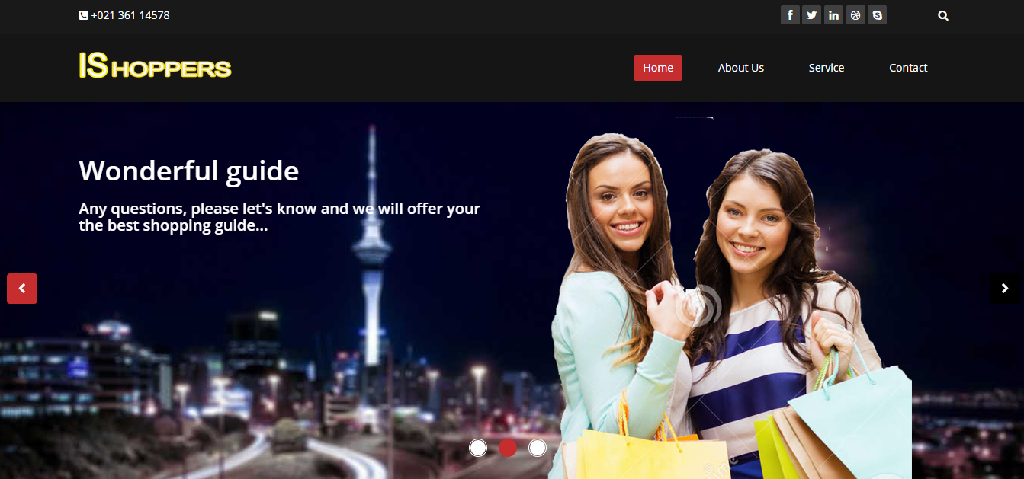 +021 361 14578
ISHOPPERS
Home
About Us
Service
Contact
Wonderful guide
Any questions, please let's know and we will offer your
the best shopping guide...